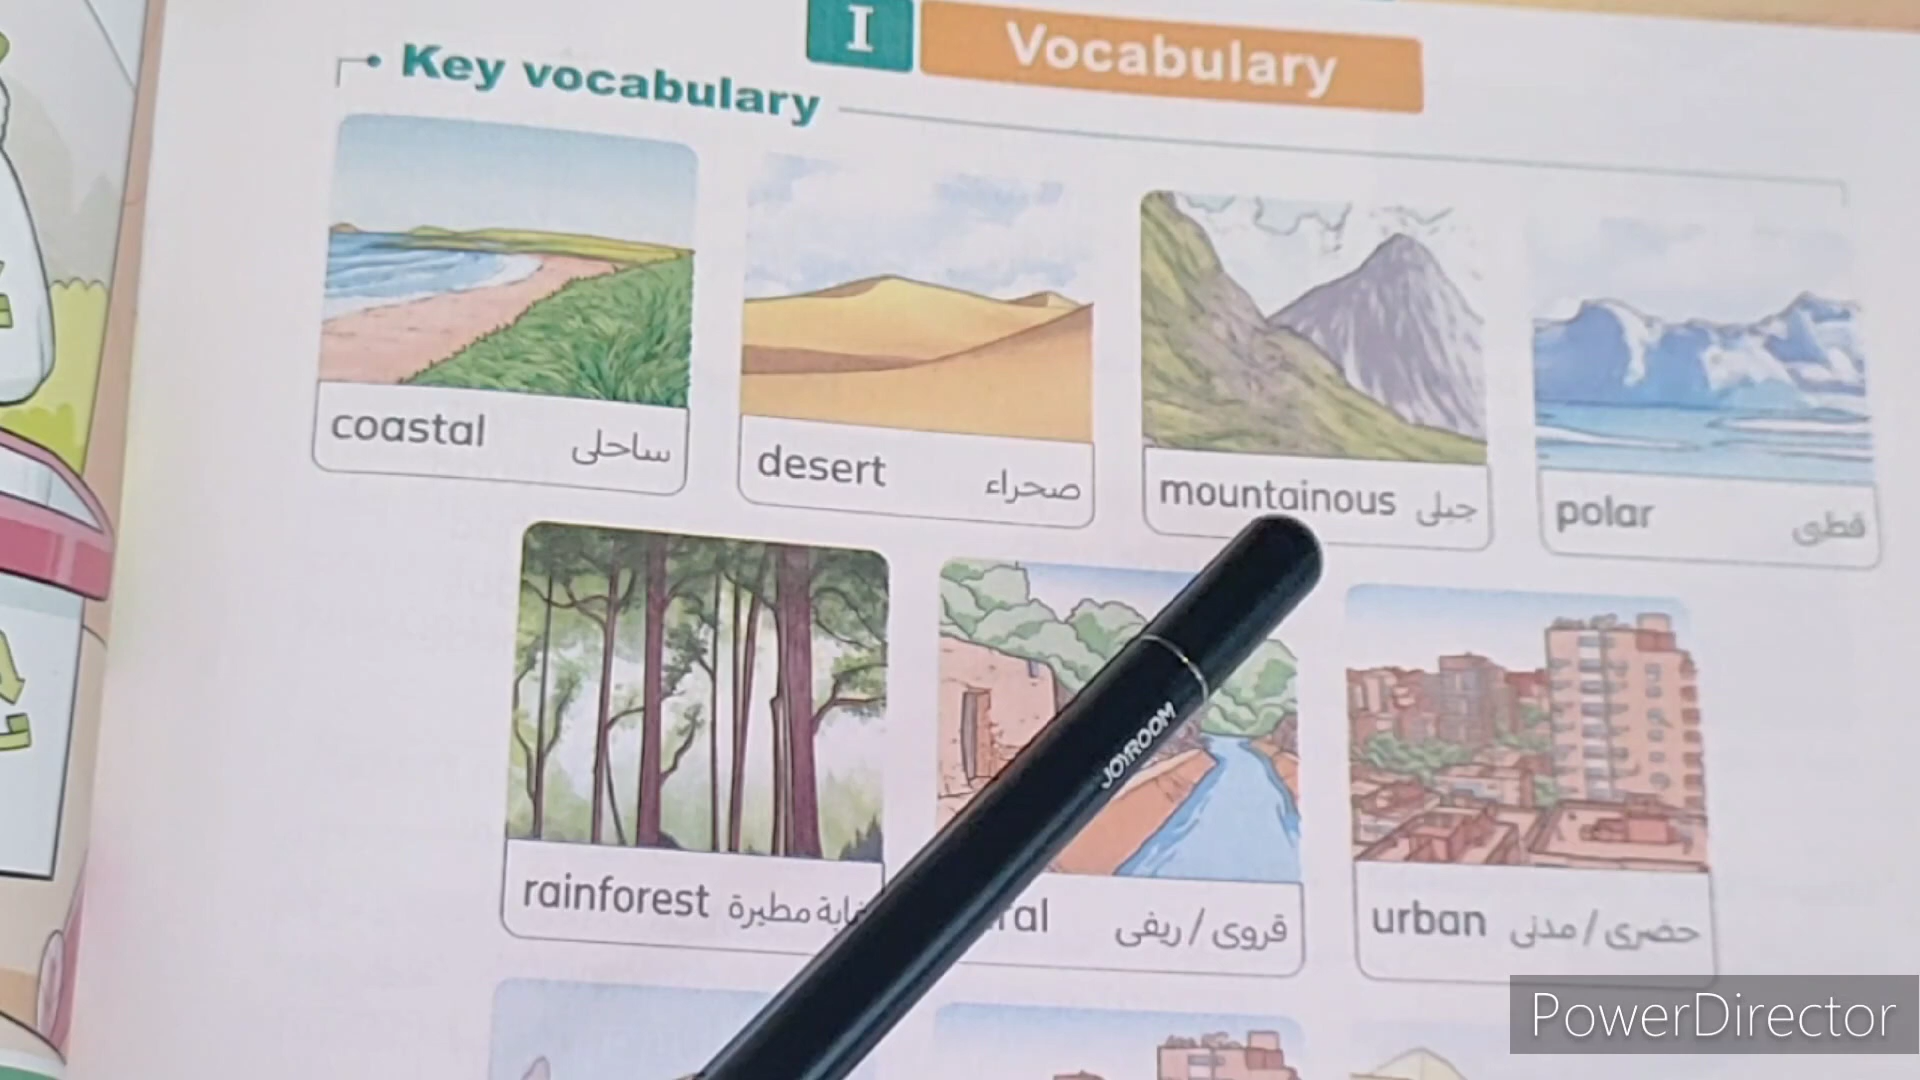 I Vocabulary
Key vocabulary
coastal ساحلى
desert صحراء
mountainous جبلى
polar قطبى
rainforest مطيرة
قروى / ريفى
urban حضرى / مدنى
JOYROOM
PowerDirector